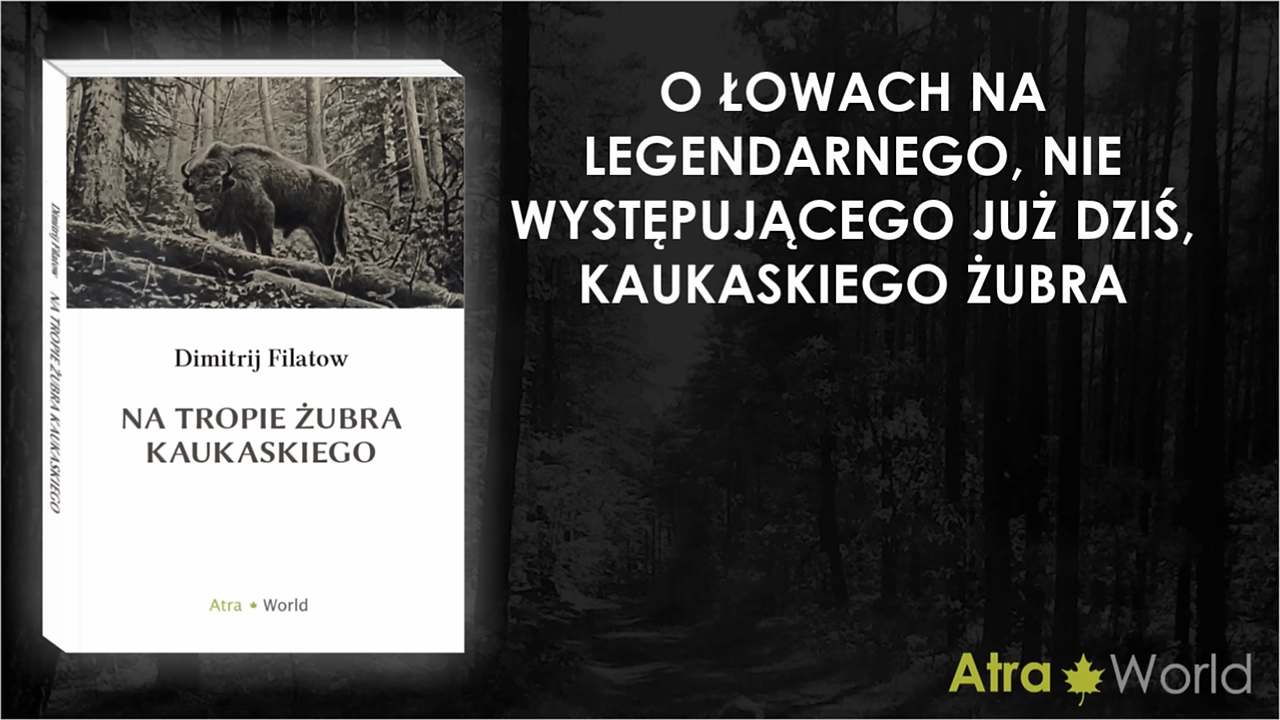 Dimitrij Filatow
NA TROPIE ŻUBRA
KAUKASKIEGO
Atra World
Dimitrij Filatow NA TROPIE ŻUBRA KAUKASKIEGO
O ŁOWACH NA
LEGENDARNEGO, NIE
WYSTĘPUJĄCEGO JUŻ DZIŚ,
KAUKASKIEGO ŻUBRA
Atra World